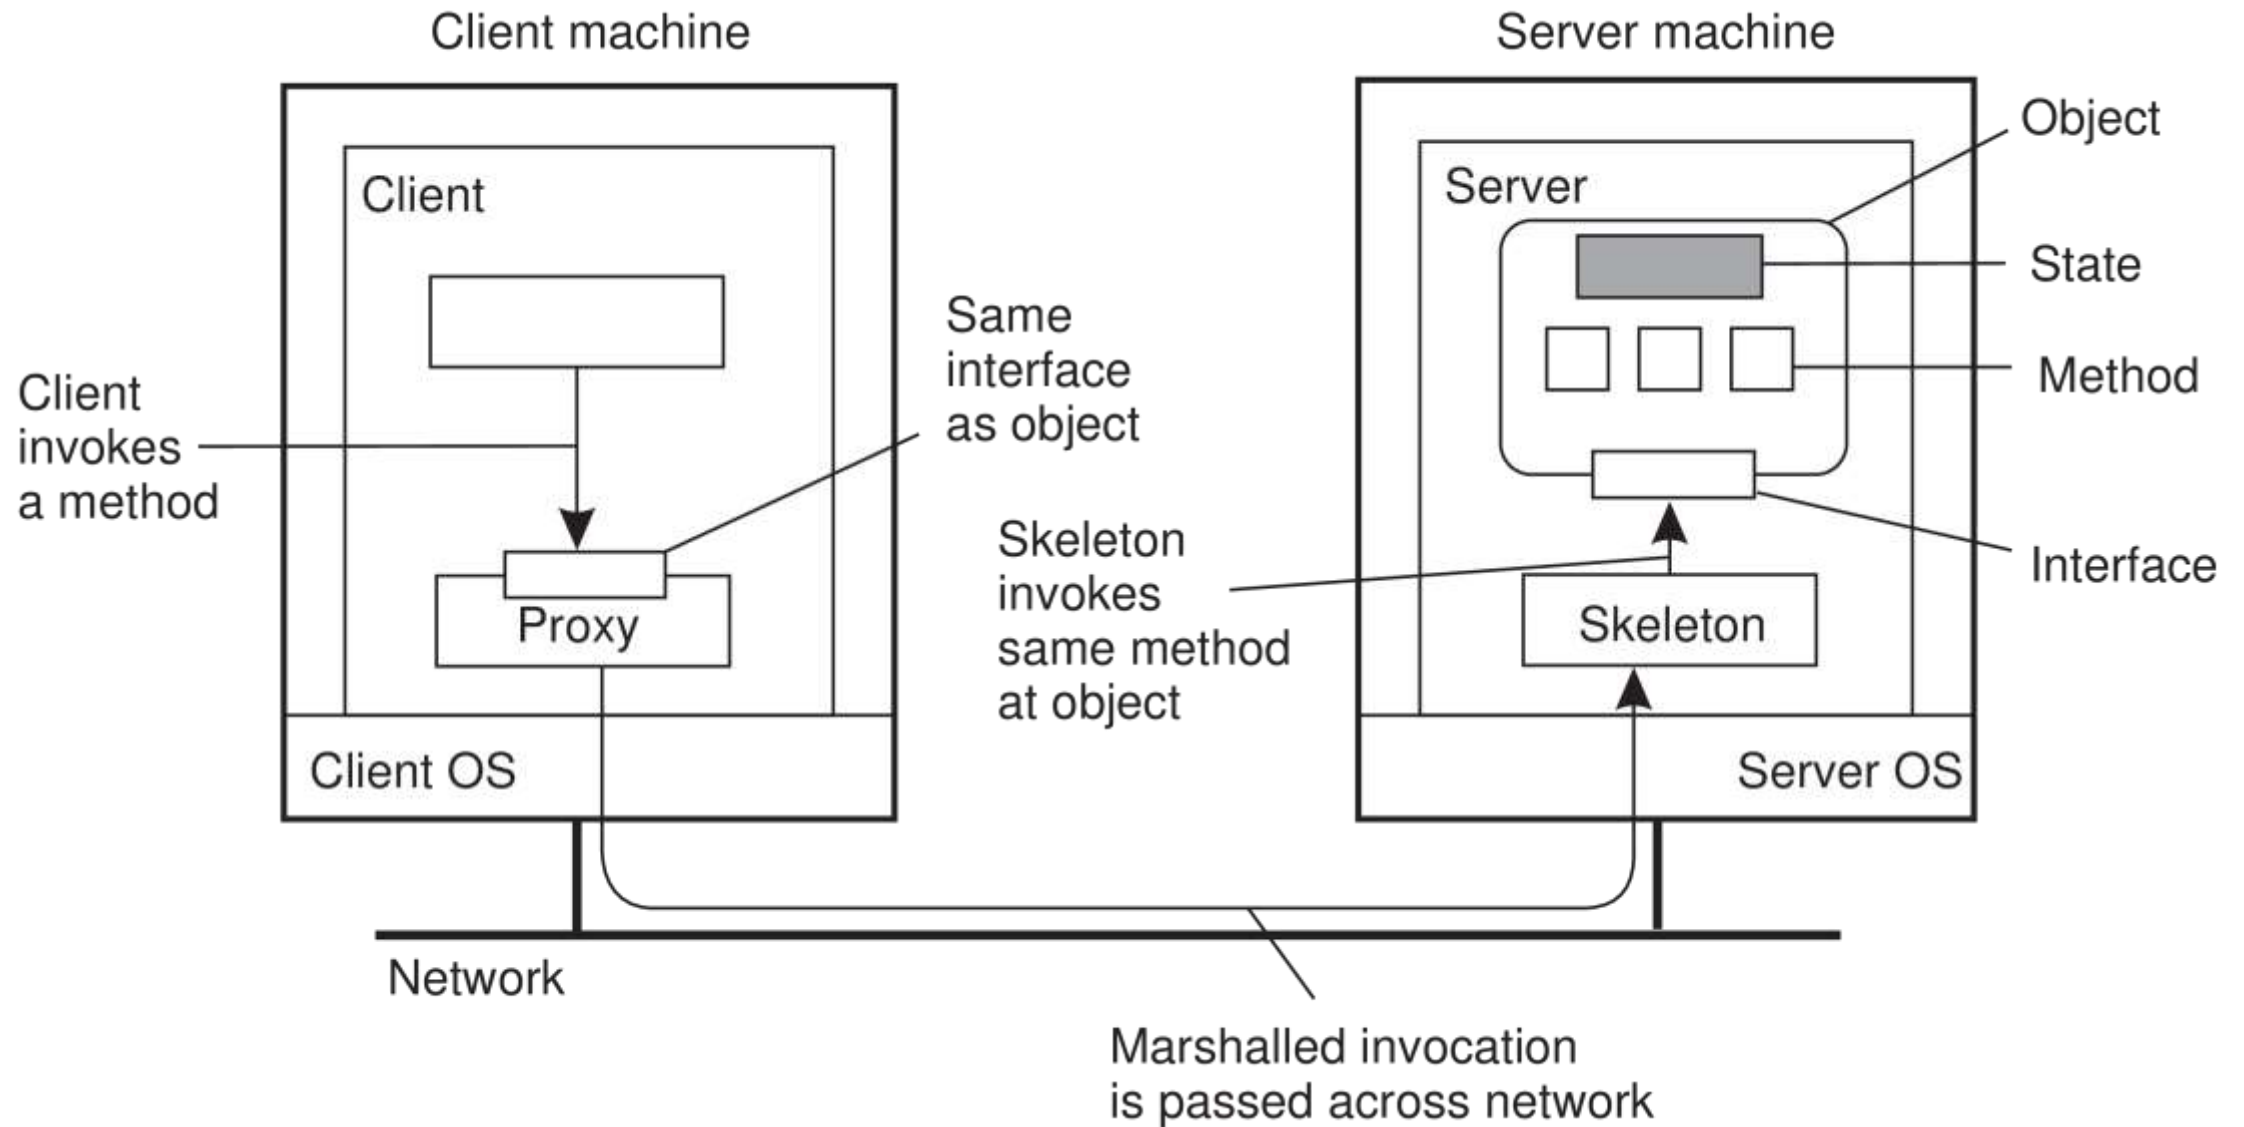 Client machine
Server machine
Client
Server
Object
State
Method
Interface
Client
invokes
a method
Same
interface
as object
Proxy
Skeleton
invokes
same method
at object
Skeleton
Client OS
Server OS
Network
Marshalled invocation
is passed across network